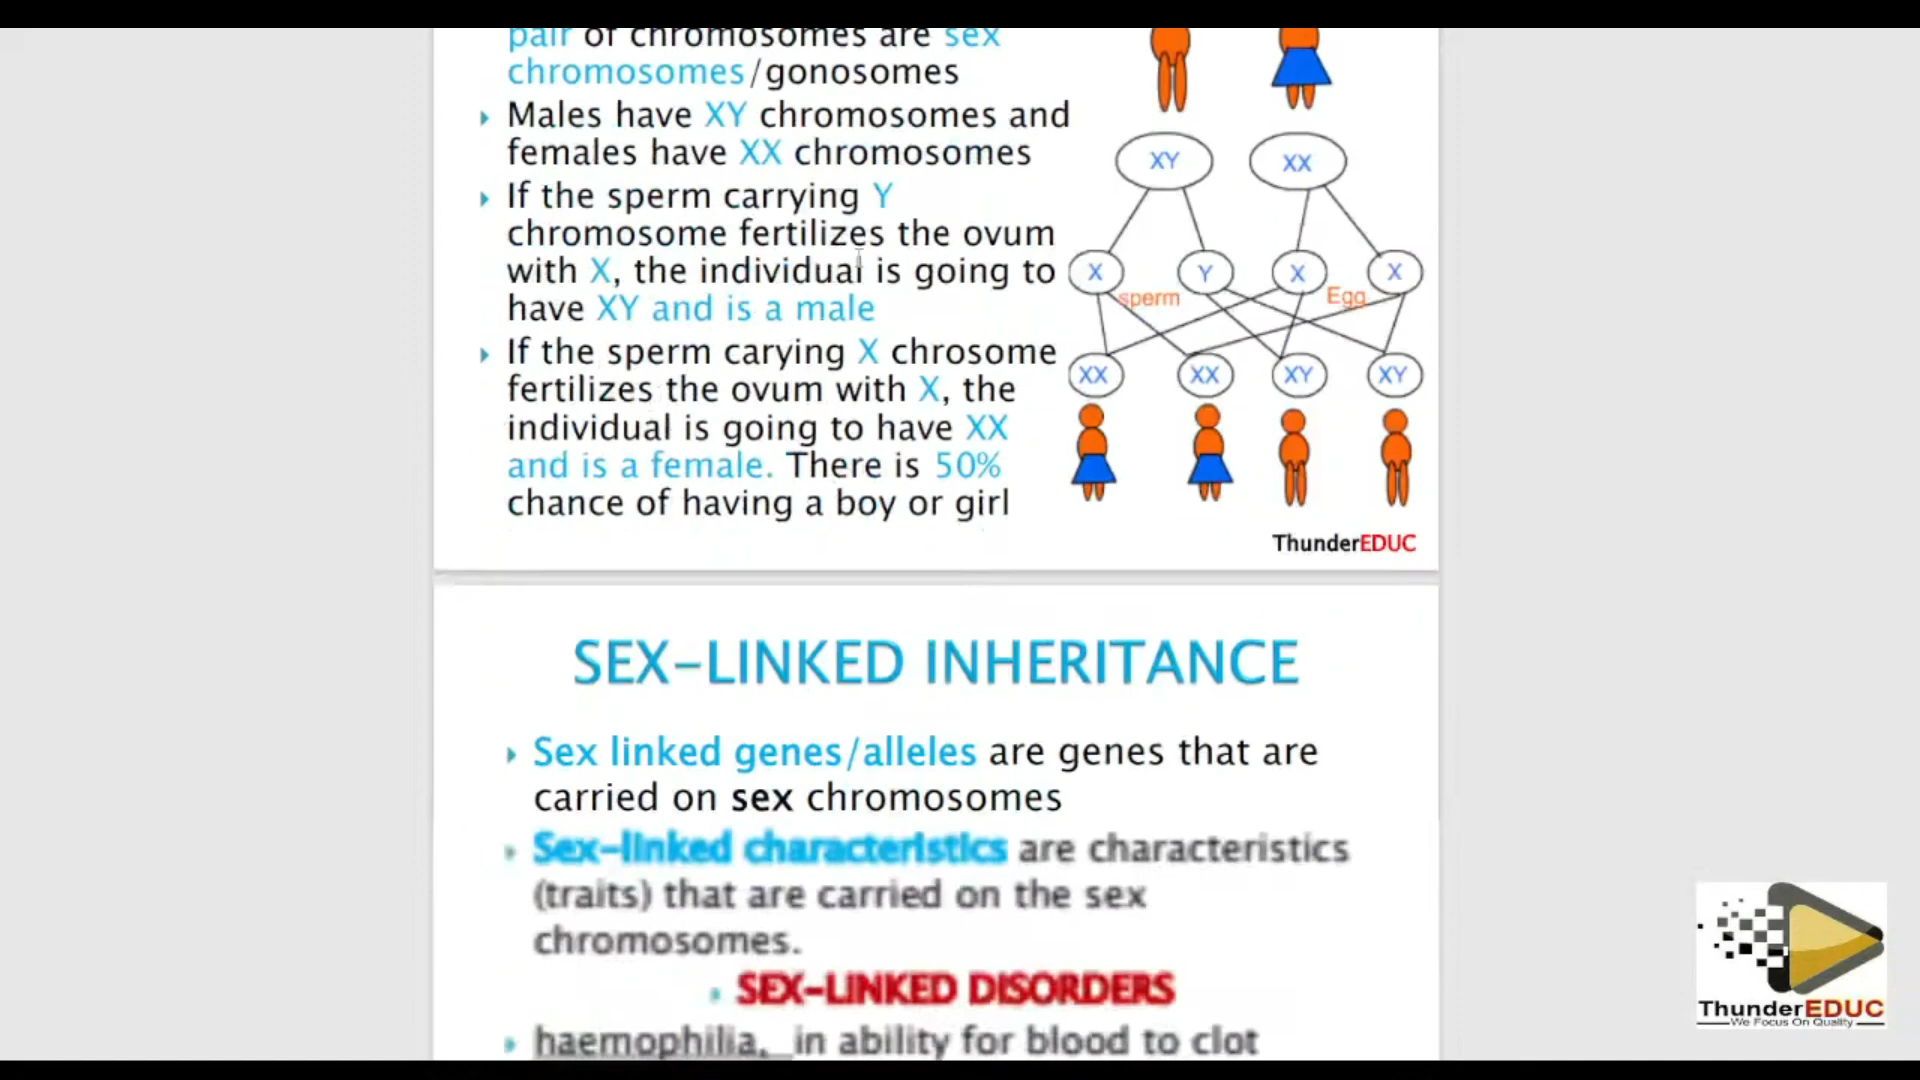 pair of chromosomes are sex
chromosomes/gonosomes
Males have XY chromosomes and
females have XX chromosomes
If the sperm carrying Y
chromosome fertilizes the ovum
with X, the individual is going to
have XY and is a male
If the sperm carying X chrosome
fertilizes the ovum with X, the
individual is going to have XX
and is a female. There is 50%
chance of having a boy or girl
XY XX
X Y X X
sperm Egg
XX XX XY XY
ThunderEDUC
SEX-LINKED INHERITANCE
Sex linked genes/alleles are genes that are
carried on sex chromosomes
Sex-linked characteristics are characteristics
(traits) that are carried on the sex
chromosomes.
SEX-LINKED DISORDERS
haemophilia, in ability for blood to clot
ThunderEDUC
We Focus On Quality